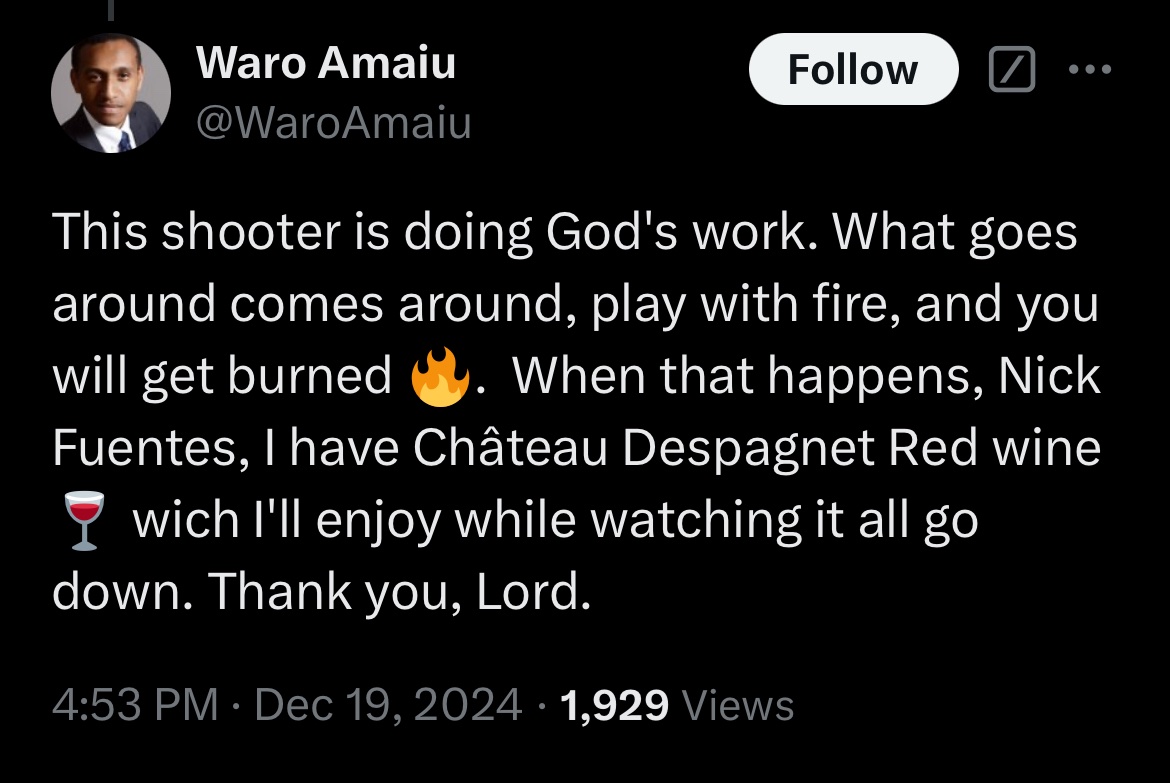 Waro Amaiu
@WaroAmaiu
Follow
This shooter is doing God's work. What goes
around comes around, play with fire, and you
will get burned 🔥.  When that happens, Nick
Fuentes, I have Château Despagnet Red wine
🍷 wich I'll enjoy while watching it all go
down. Thank you, Lord.
4:53 PM · Dec 19, 2024 · 1,929 Views